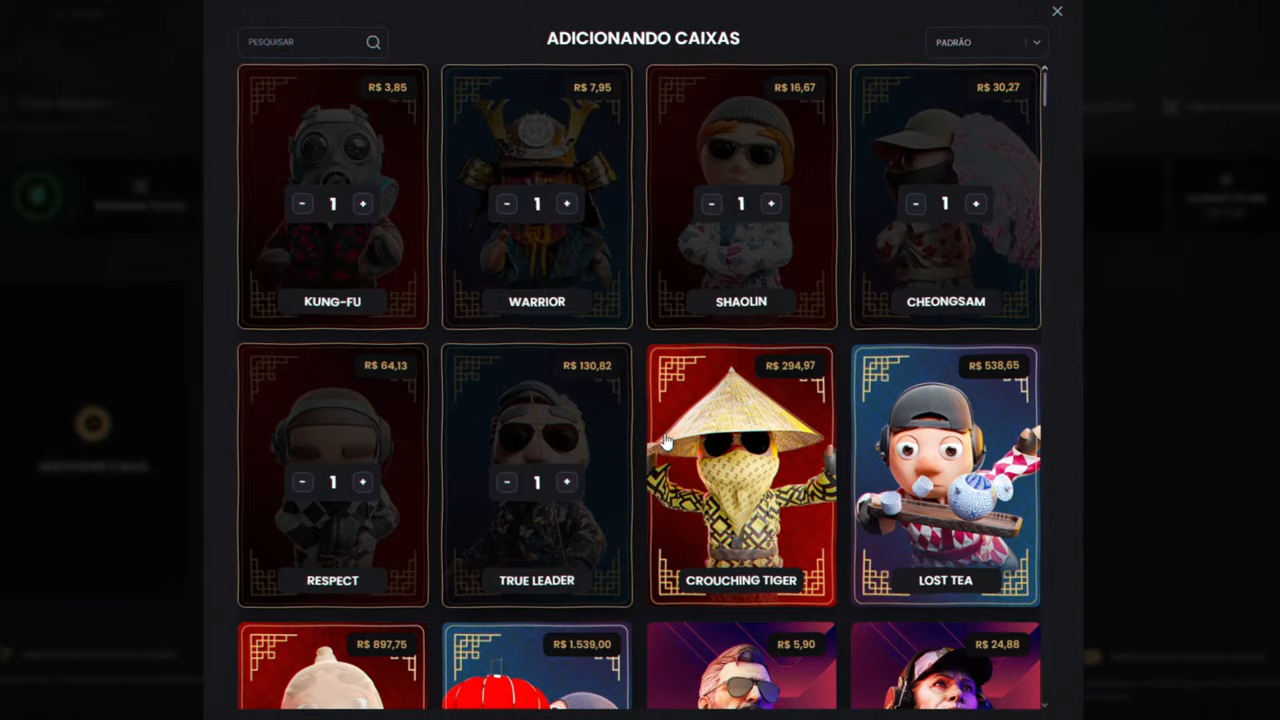 PESQUISAR
ADICIONANDO CAIXAS
PADRÃO
R$ 3,85
R$ 7,95
R$ 16,67
R$ 30,27
- 1 +
- 1 +
- 1 +
- 1 +
KUNG-FU
WARRIOR
SHAOLIN
CHEONGSAM
R$ 64,13
R$ 130,82
R$ 294,97
R$ 538,65
- 1 +
- 1 +
RESPECT
TRUE LEADER
CROUCHING TIGER
LOST TEA
R$ 897,75
R$ 1.539,00
R$ 5,90
R$ 24,88